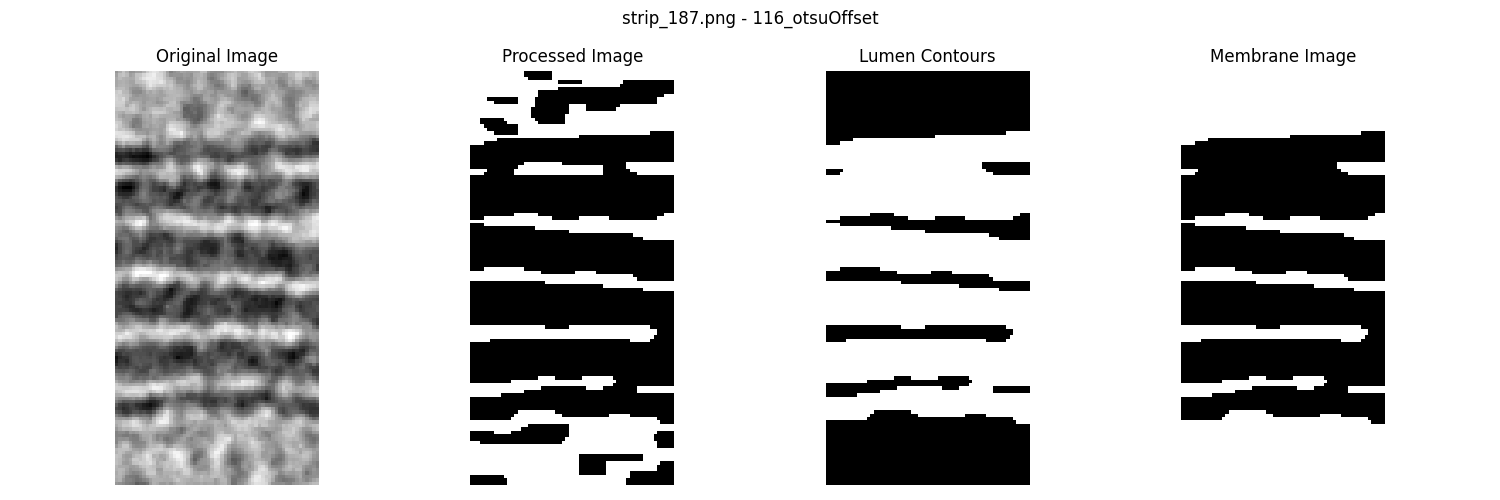 strip_187.png - 116_otsuOffset
Original Image
Processed Image
Lumen Contours
Membrane Image